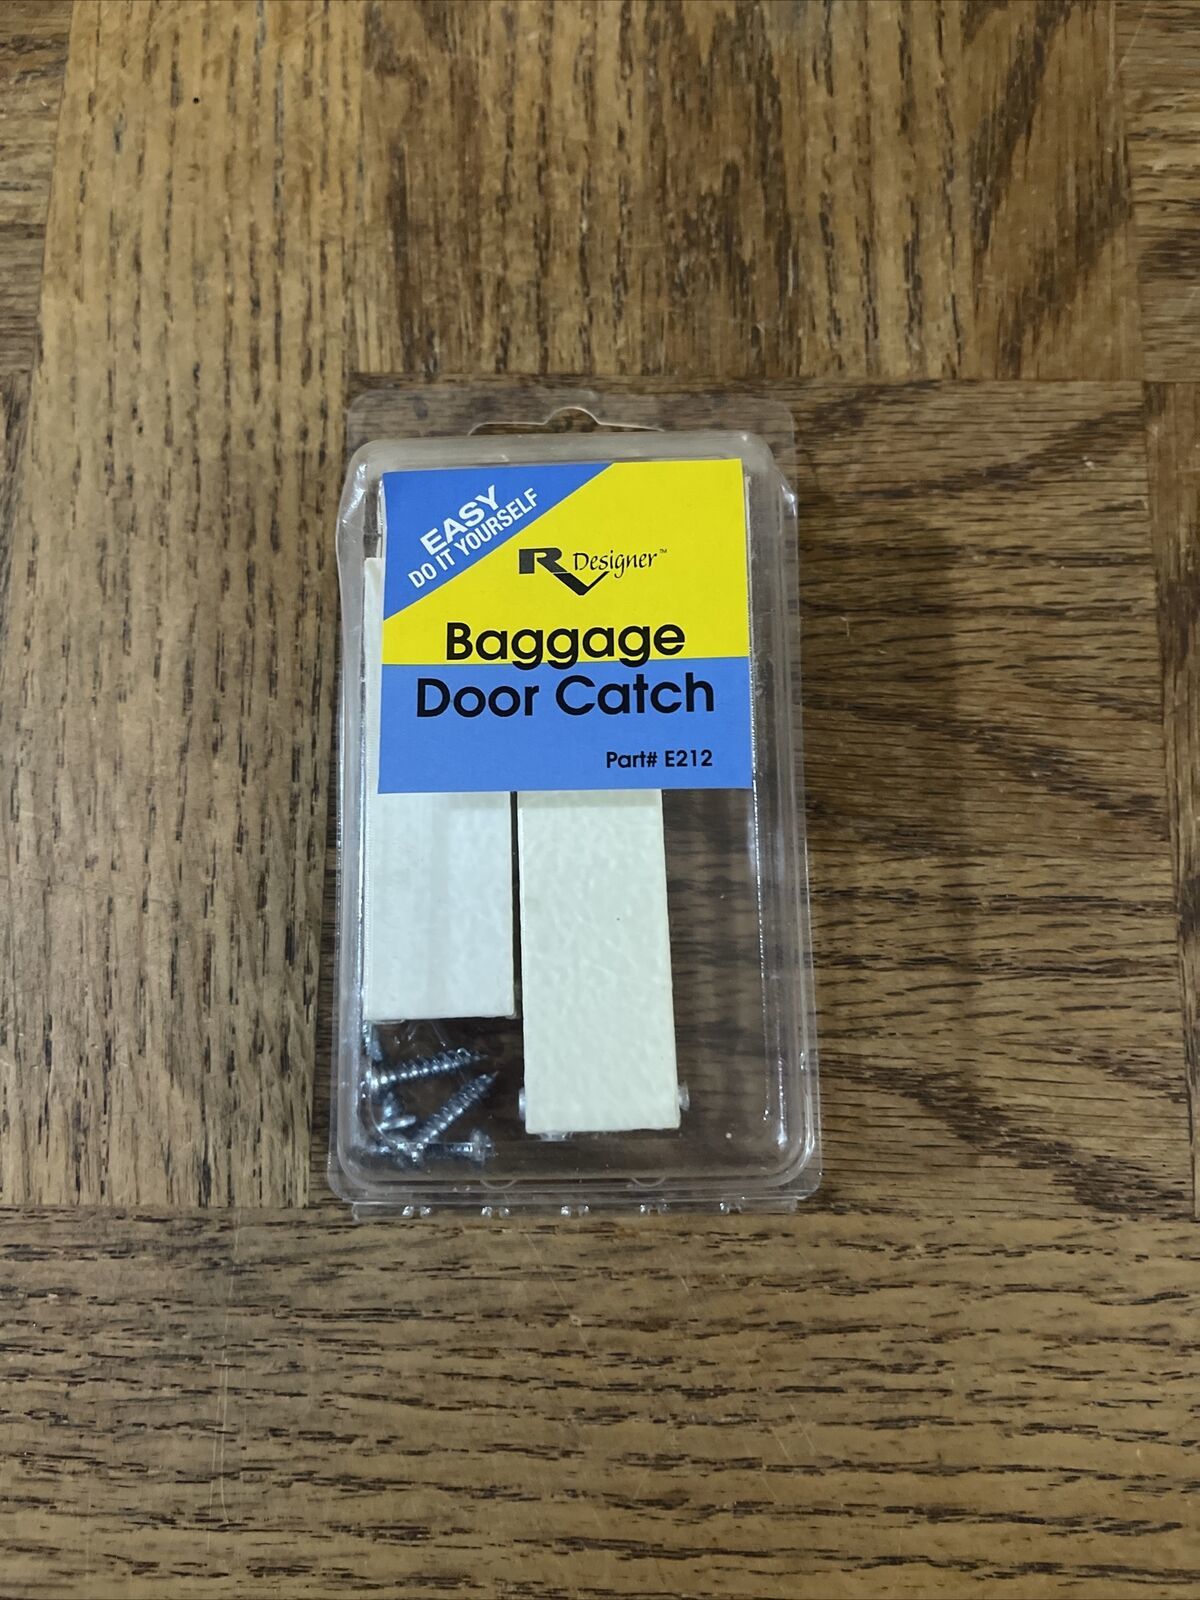 EASY
DO IT YOURSELF
RV Designer™
Baggage
Door Catch
Part# E212